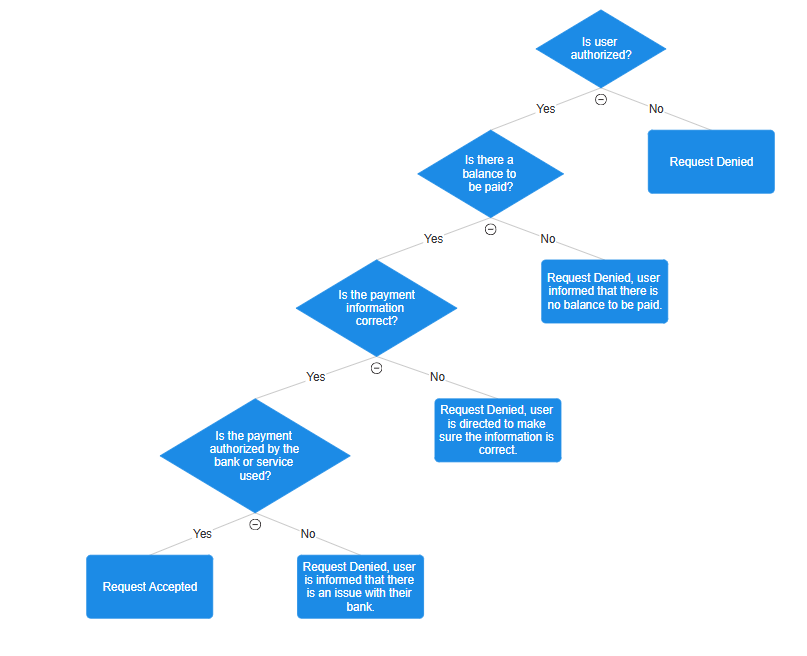 Is user
authorized?
Yes
No
Is there a
balance to
be paid?
Request Denied
Yes
No
Is the payment
information
correct?
Request Denied, user
informed that there is
no balance to be paid.
Yes
No
Is the payment
authorized by the
bank or service
used?
Request Denied, user
is directed to make
sure the information is
correct.
Yes
No
Request Accepted
Request Denied, user
is informed that there
is an issue with their
bank.